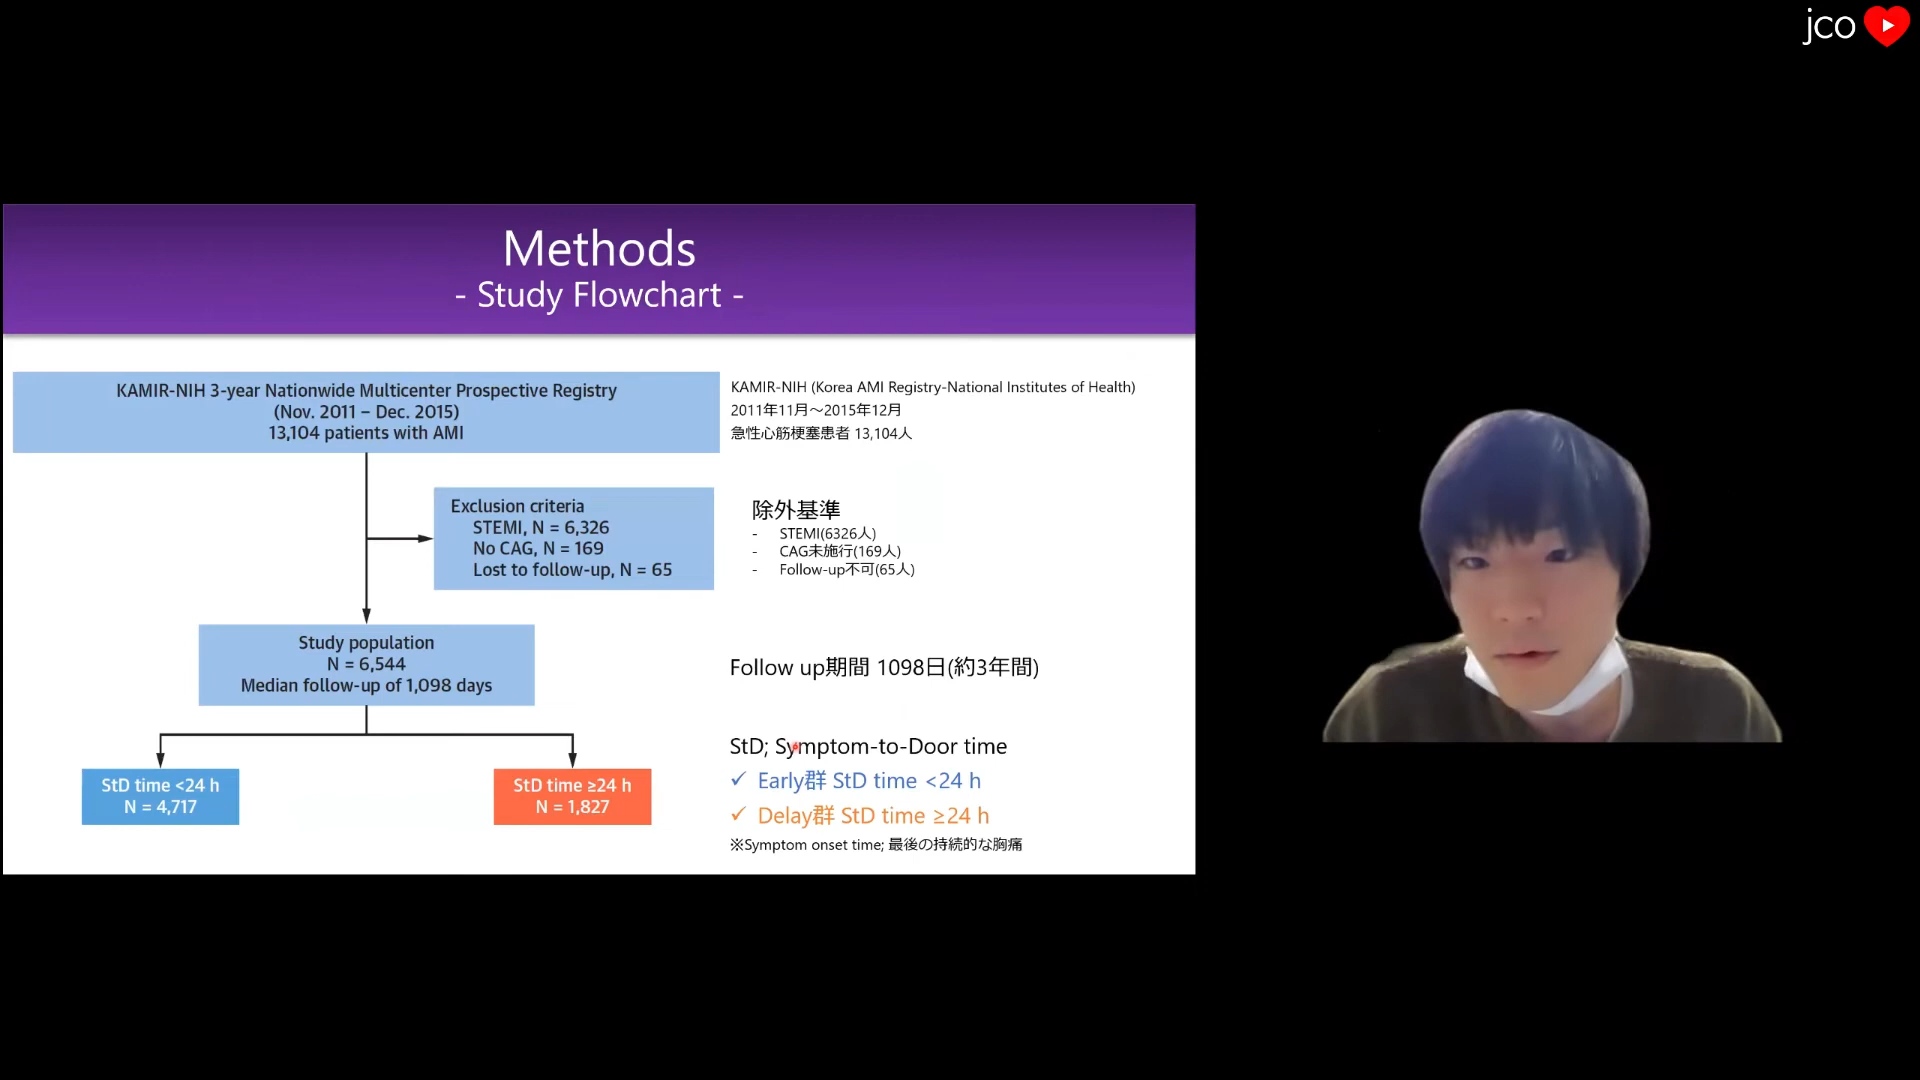 jco
Methods
- Study Flowchart -
KAMIR-NIH 3-year Nationwide Multicenter Prospective Registry
(Nov. 2011 – Dec. 2015)
13,104 patients with AMI
KAMIR-NIH (Korea AMI Registry-National Institutes of Health)
2011年11月～2015年12月
急性心筋梗塞患者 13,104人
Exclusion criteria
STEMI, N = 6,326
No CAG, N = 169
Lost to follow-up, N = 65
除外基準
- STEMI(6326人)
- CAG未施行(169人)
- Follow-up不可(65人)
Study population
N = 6,544
Median follow-up of 1,098 days
Follow up期間 1098日(約3年間)
StD time <24 h
N = 4,717
StD time ≥24 h
N = 1,827
StD; Symptom-to-Door time
✓ Early群 StD time <24 h
✓ Delay群 StD time ≥24 h
※Symptom onset time; 最後の持続的な胸痛